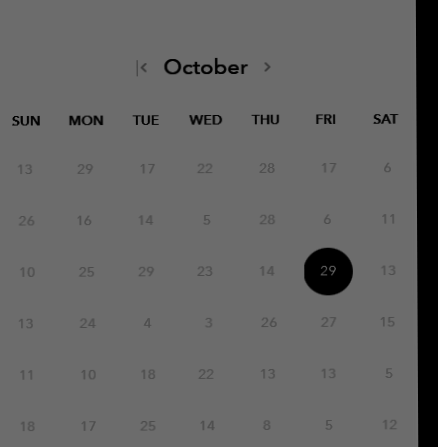 |< October >
SUN MON TUE WED THU FRI SAT
13 29 17 22 28 17 6
26 16 14 5 28 6 11
10 25 29 23 14 29 13
13 24 4 3 26 27 15
11 10 18 22 13 13 5
18 17 25 14 8 5 12